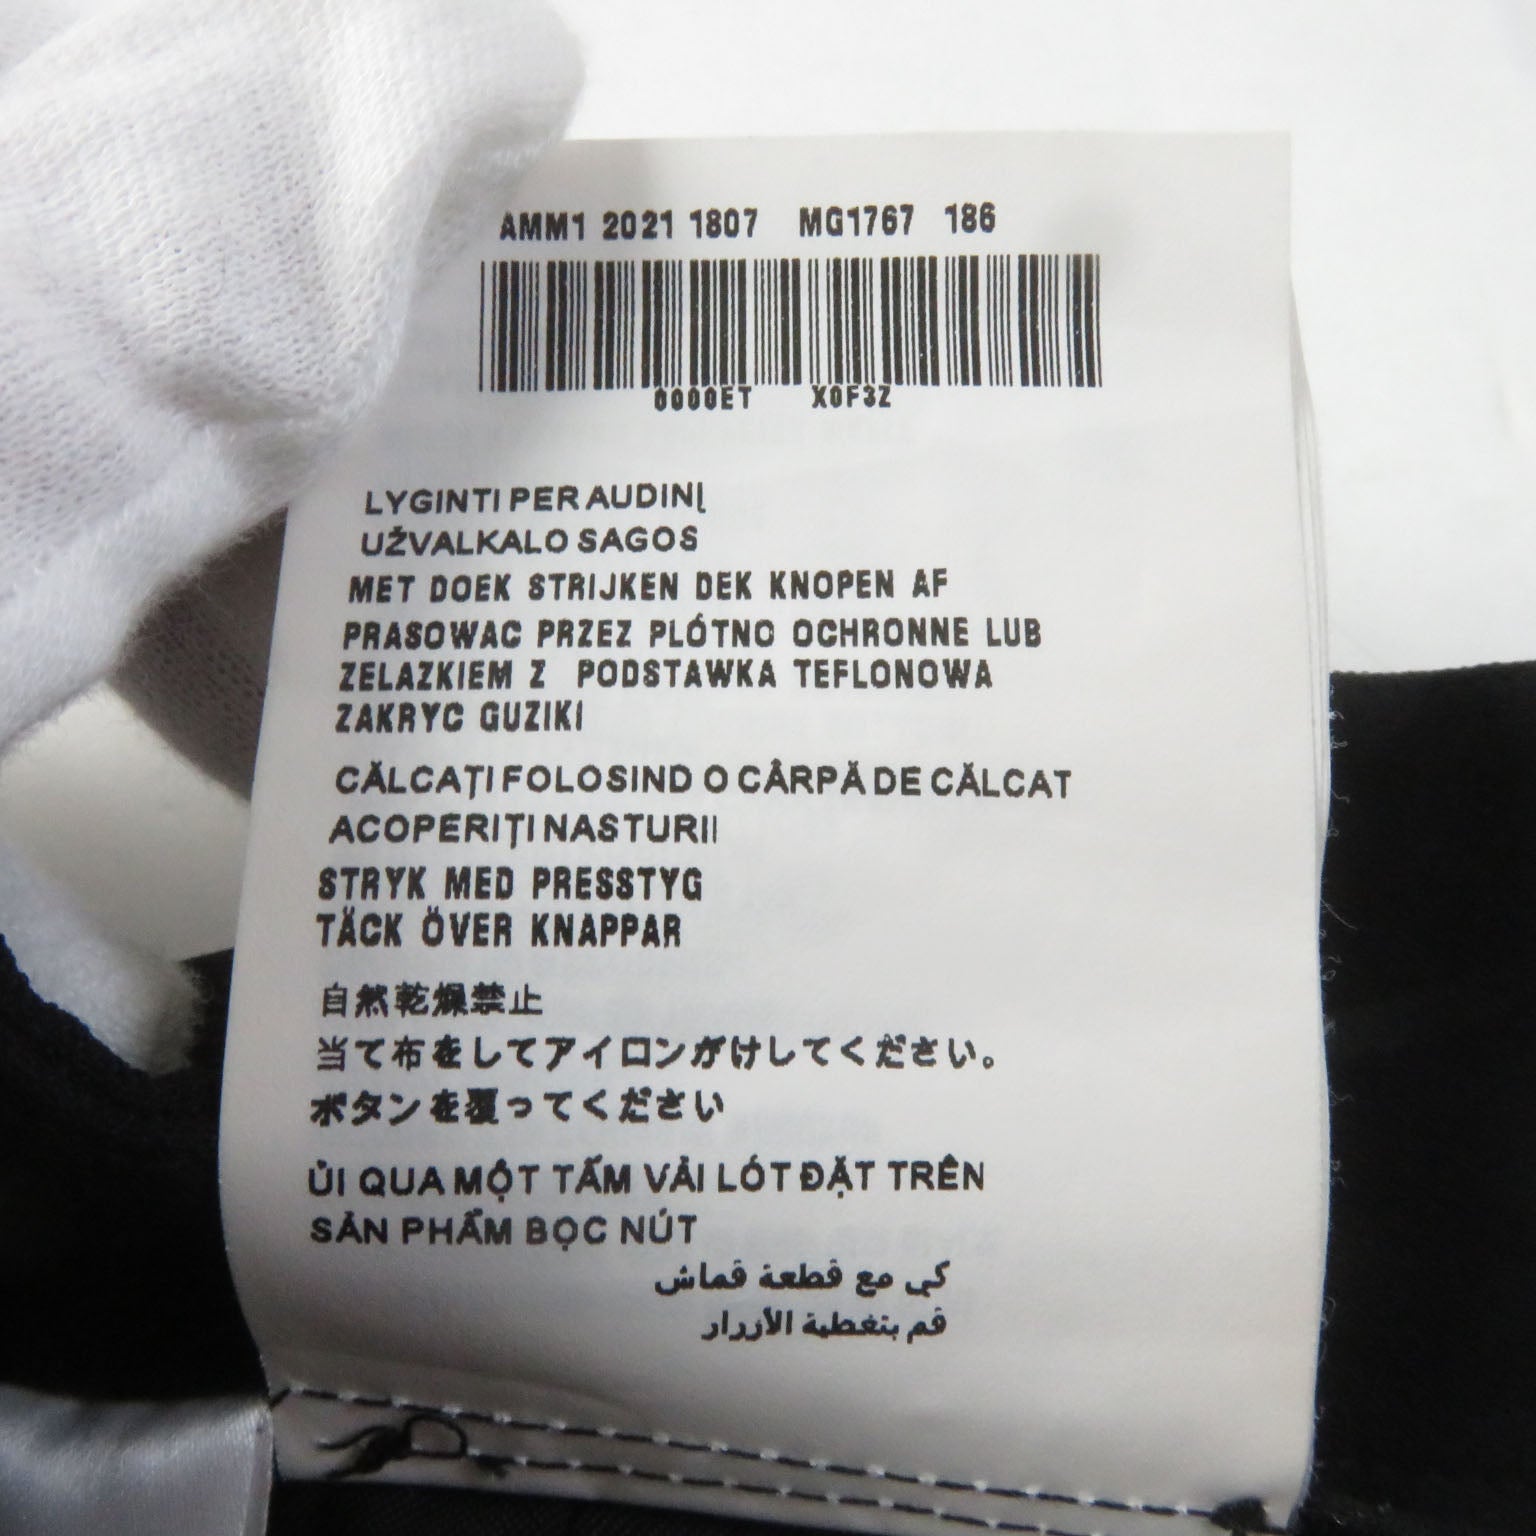 AMM1 2021 1807 MG1767 186
0000ET X0F3Z
LYGINTI PER AUDINĮ
UŽVALKALO SAGOS
MET DOEK STRIJKEN DEK KNOPEN AF
PRASOWAC PRZEZ PLÓTNO OCHRONNE LUB
ZELAZKIEM Z PODSTAWKA TEFLONOWA
ZAKRYC GUZIKI
CĂLCAȚI FOLOSIND O CÂRPĂ DE CĂLCAT
ACOPERIȚI NASTURII
STRYK MED PRESSTYG
TÄCK ÖVER KNAPPAR
自然乾燥禁止
当て布をしてアイロンがけしてください。
ボタンを覆ってください
ỦI QUA MỘT TẤM VẢI LÓT ĐẶT TRÊN
SẢN PHẨM BỌC NÚT
كي مع قطعة قماش
قم بتغطية الأزرار